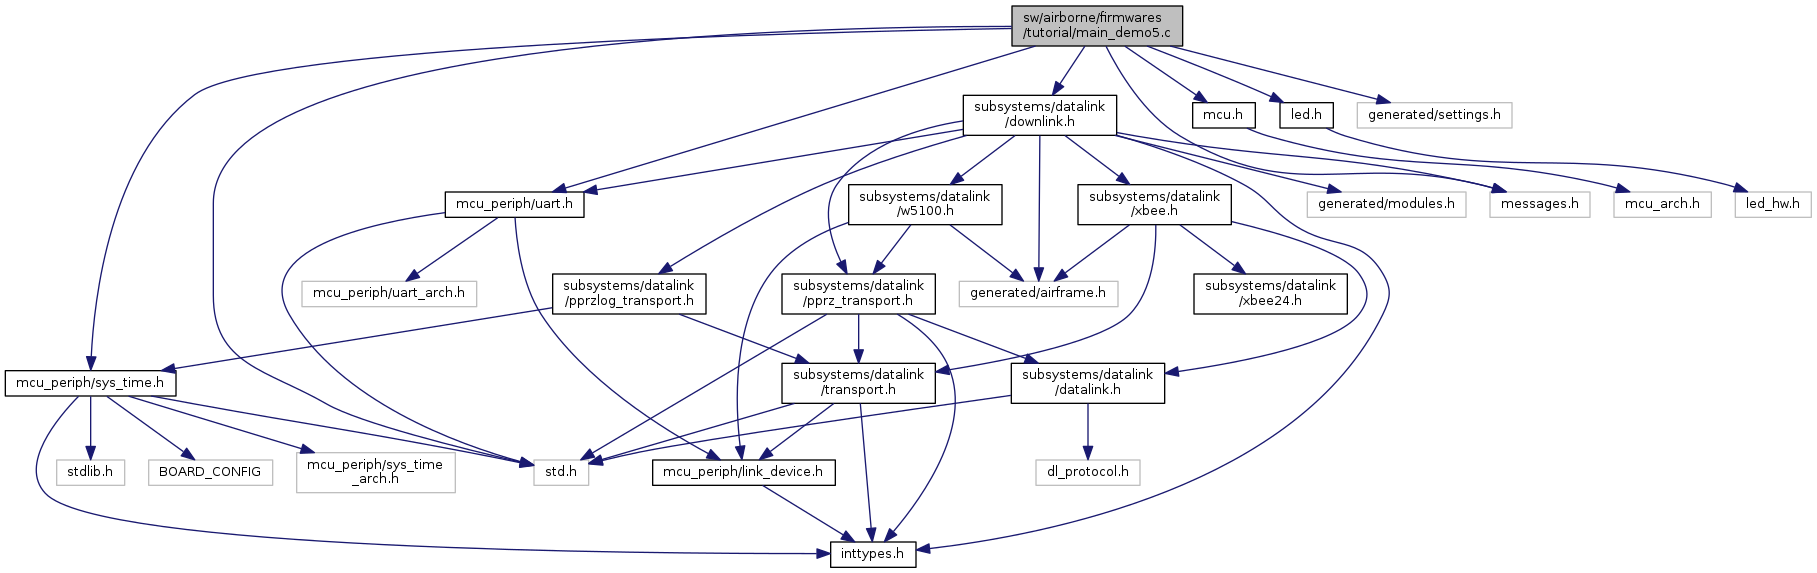 sw/airborne/firmwares
/tutorial/main_demo5.c
subsystems/datalink
/downlink.h
mcu.h
led.h
generated/settings.h
mcu_periph/uart.h
subsystems/datalink
/w5100.h
subsystems/datalink
/xbee.h
generated/modules.h
messages.h
mcu_arch.h
led_hw.h
mcu_periph/uart_arch.h
subsystems/datalink
/pprzlog_transport.h
subsystems/datalink
/pprz_transport.h
generated/airframe.h
subsystems/datalink
/xbee24.h
mcu_periph/sys_time.h
subsystems/datalink
/transport.h
subsystems/datalink
/datalink.h
stdlib.h
BOARD_CONFIG
mcu_periph/sys_time
_arch.h
std.h
mcu_periph/link_device.h
dl_protocol.h
inttypes.h